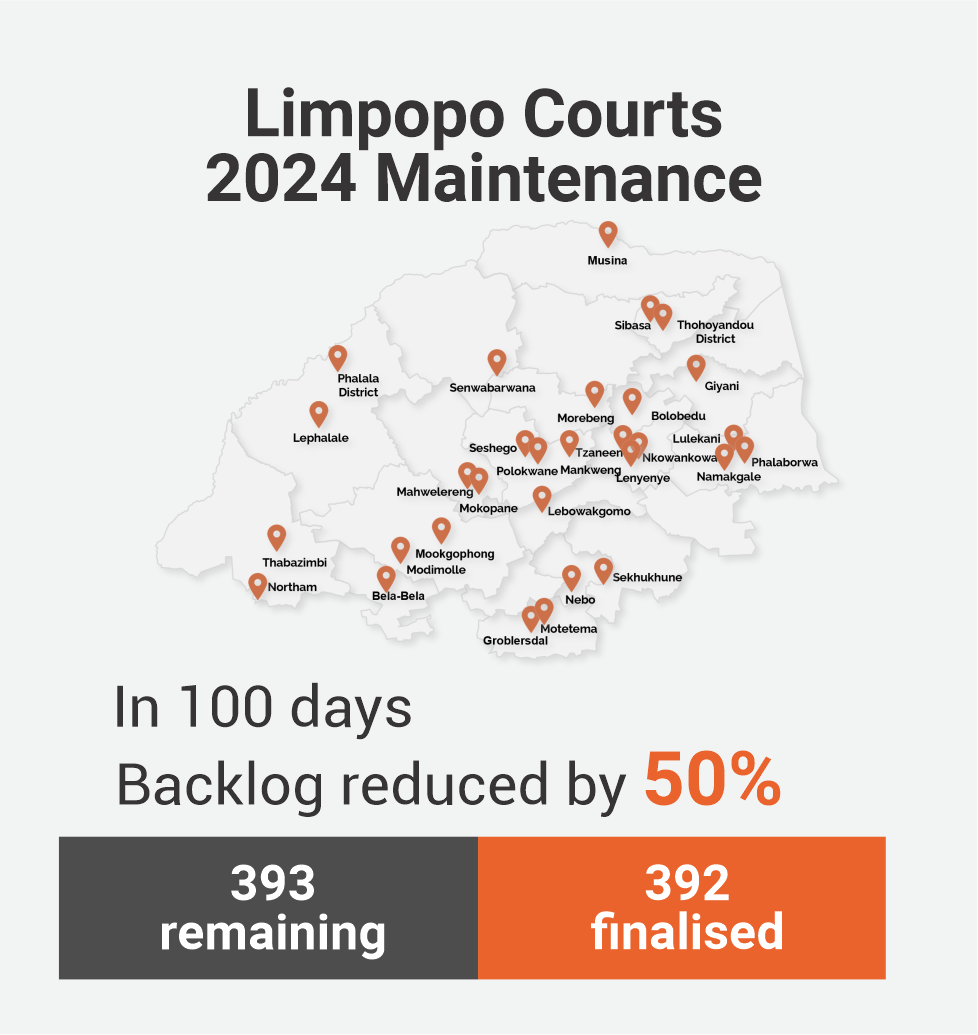 Limpopo Courts
2024 Maintenance
Musina
Sibasa
Thohoyandou
District
Phalala
District
Senwabarwana
Giyani
Lephalale
Morebeng
Bolobedu
Seshego
Tzaneen
Lulekani
Nkowankowa
Polokwane
Mankweng
Phalaborwa
Lenyenye
Namakgale
Mahwelereng
Mokopane
Lebowakgomo
Mookgophong
Thabazimbi
Modimolle
Sekhukhune
Northam
Bela-Bela
Nebo
Motetema
Groblersdal
In 100 days
Backlog reduced by 50%
393
remaining
392
finalised